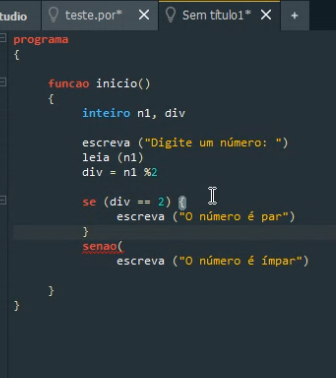 tudio
teste.por*
Sem título1*
programa
{
funcao inicio()
{
inteiro n1, div
escreva ("Digite um número: ")
leia (n1)
div = n1 %2
se (div == 2) {
escreva ("O número é par")
}
senao(
escreva ("O número é ímpar")
}
}